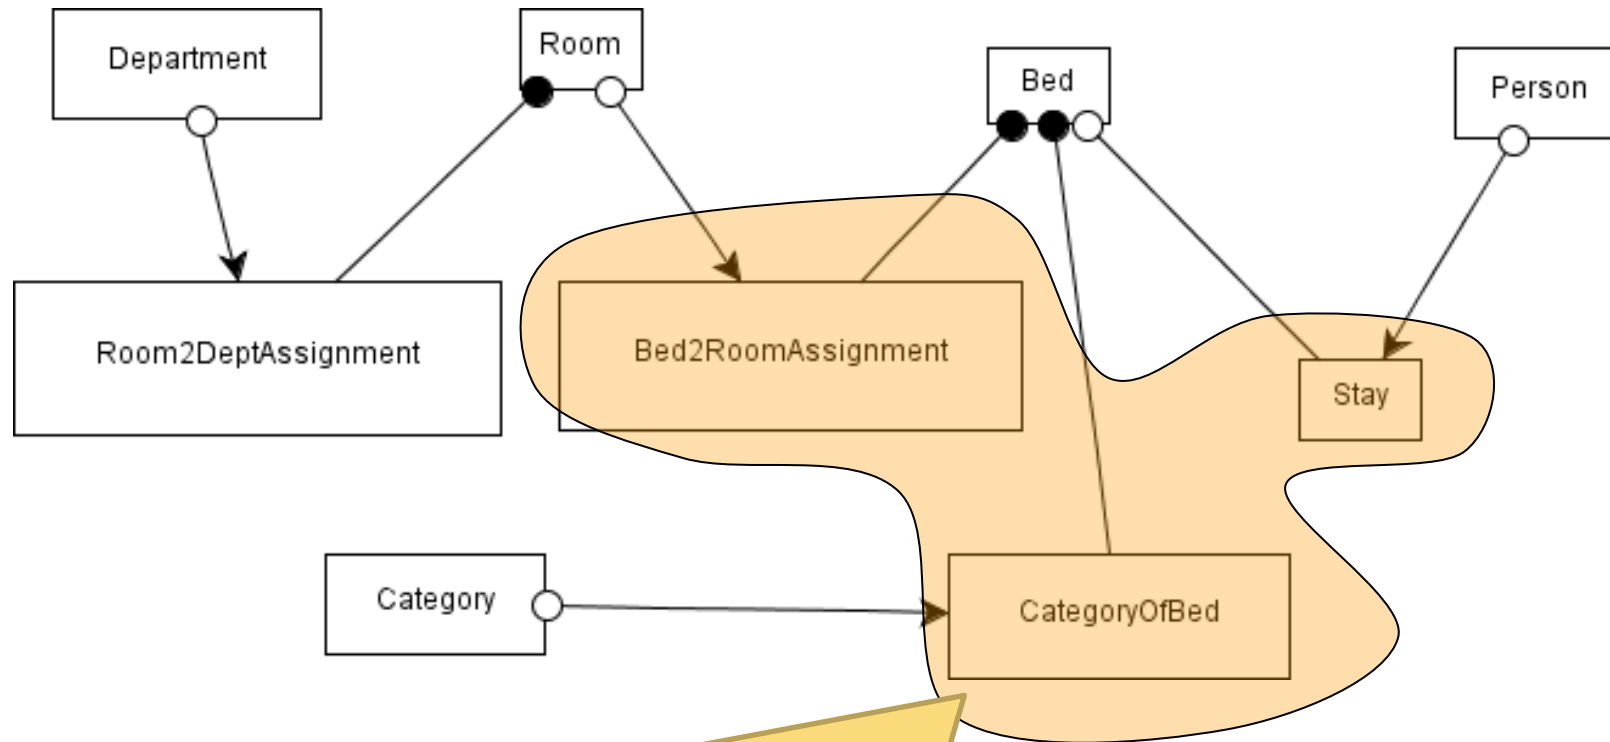 Department
Room
Bed
Person
Room2DeptAssignment
Bed2RoomAssignment
Stay
Category
CategoryOfBed